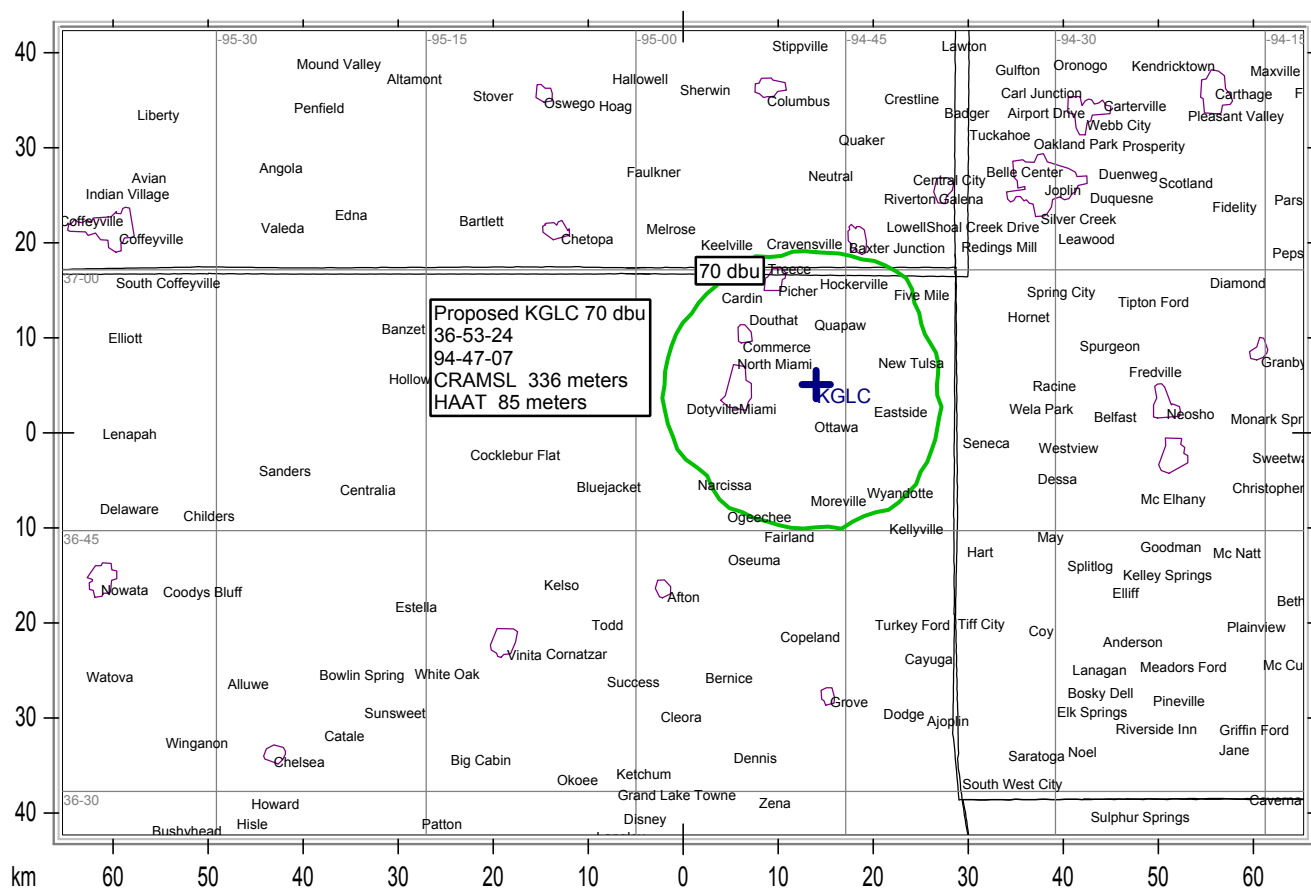 -95-30 -95-15 -95-00 -94-45 -94-30 -94-15
40 Stippville Lawton
Mound Valley Altamont Hallowell Gulfton Oronogo Kendricktown Maxville
Stover Oswego Hoag Sherwin Columbus Crestline Carl Junction Carterville Carthage F
Liberty Penfield Badger Airport Drive Webb City Pleasant Valley
30 Quaker Tuckahoe Oakland Park Prosperity
Avian Angola Faulkner Neutral Central City Belle Center Duenweg Scotland
Indian Village Riverton Galena Joplin Duquesne Fidelity Pars
Coffeyville Edna Bartlett Melrose Lowell Shoal Creek Drive Silver Creek
20 Coffeyville Valeda Chetopa Keelville Cravensville Baxter Junction Redings Mill Leawood Peps
37-00 South Coffeyville 70 dbu Treece Hockerville Diamond
Cardin Picher Five Mile Spring City Tipton Ford
Proposed KGLC 70 dbu
36-53-24
94-47-07
CRAMSL 336 meters
HAAT 85 meters
10 Elliott Banzet Douthat Quapaw Hornet
Commerce Spurgeon Granby
Hollow North Miami New Tulsa Racine Fredville
KGLC
Dotyville Miami Eastside Wela Park Belfast Neosho Monark Spr
0 Lenapah Ottawa Seneca Westview
Sanders Cocklebur Flat Sweetwa
Centralia Bluejacket Narcissa Moreville Wyandotte Dessa Mc Elhany Christopher
Delaware Childers Ogeechee
10 Fairland Kellyville May
36-45 Oseuma Hart Goodman Mc Natt
Nowata Coodys Bluff Kelso Afton Splitlog Kelley Springs
Estella Elliff Beth
20 Todd Copeland Turkey Ford Tiff City Coy Anderson Plainview
Vinita Cornatzar Cayuga Lanagan Meadors Ford Mc Cu
Watova Alluwe Bowlin Spring White Oak Success Bernice
Sunsweet Cleora Grove Dodge Ajoplin Bosky Dell Pineville
Elk Springs Riverside Inn Griffin Ford
30 Winganon Catale
Chelsea Big Cabin Dennis Saratoga Noel Jane
Okoee Ketchum South West City
36-30 Howard Grand Lake Towne Zena Caverna
40 Bushyhead Hisle Patton Disney Sulphur Springs
km 60 50 40 30 20 10 0 10 20 30 40 50 60